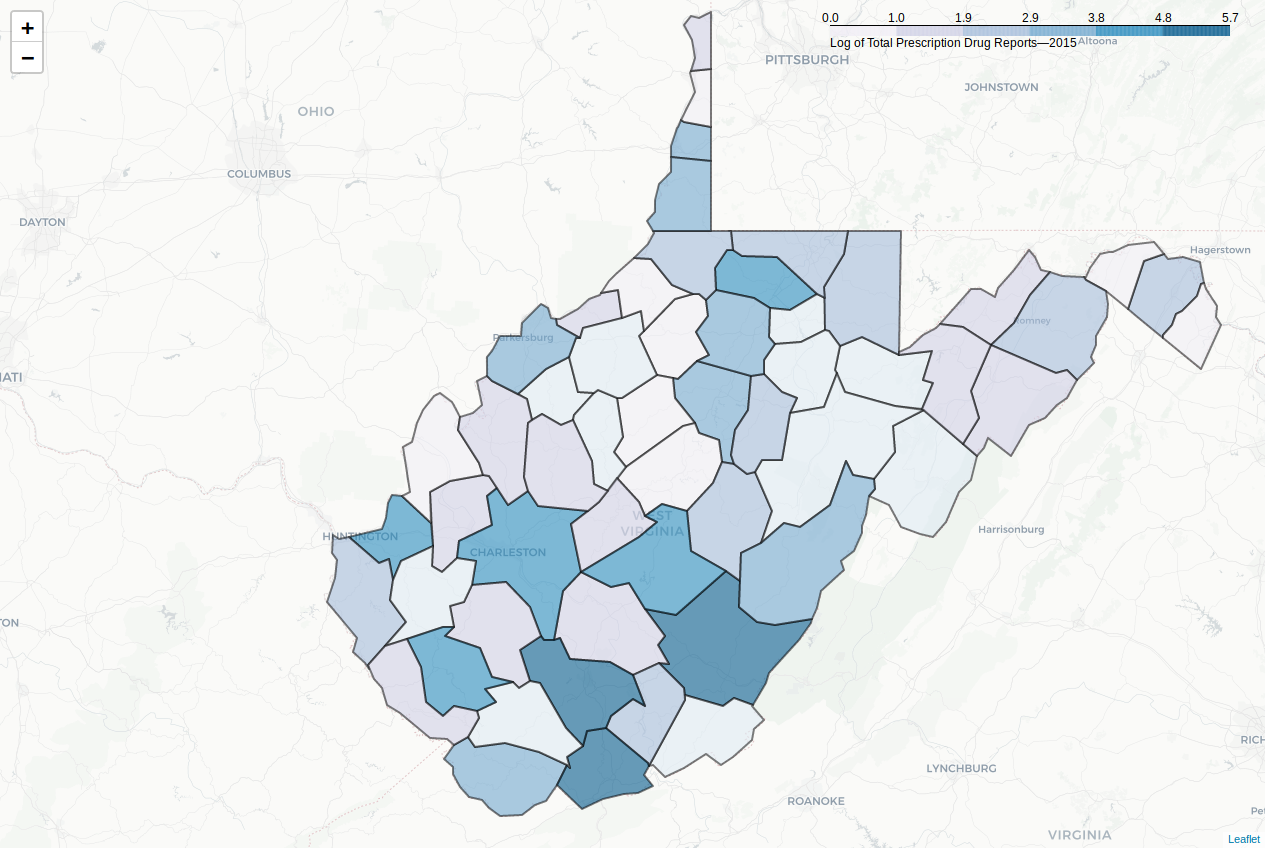 +
−
0.0 1.0 1.9 2.9 3.8 4.8 5.7
Log of Total Prescription Drug Reports—2015
Altoona
PITTSBURGH
JOHNSTOWN
OHIO
COLUMBUS
DAYTON
Hagerstown
Romney
Parkersburg
NATI
WEST
VIRGINIA
HUNTINGTON
CHARLESTON
Harrisonburg
TON
RICH
LYNCHBURG
ROANOKE
Pe
VIRGINIA
Leaflet